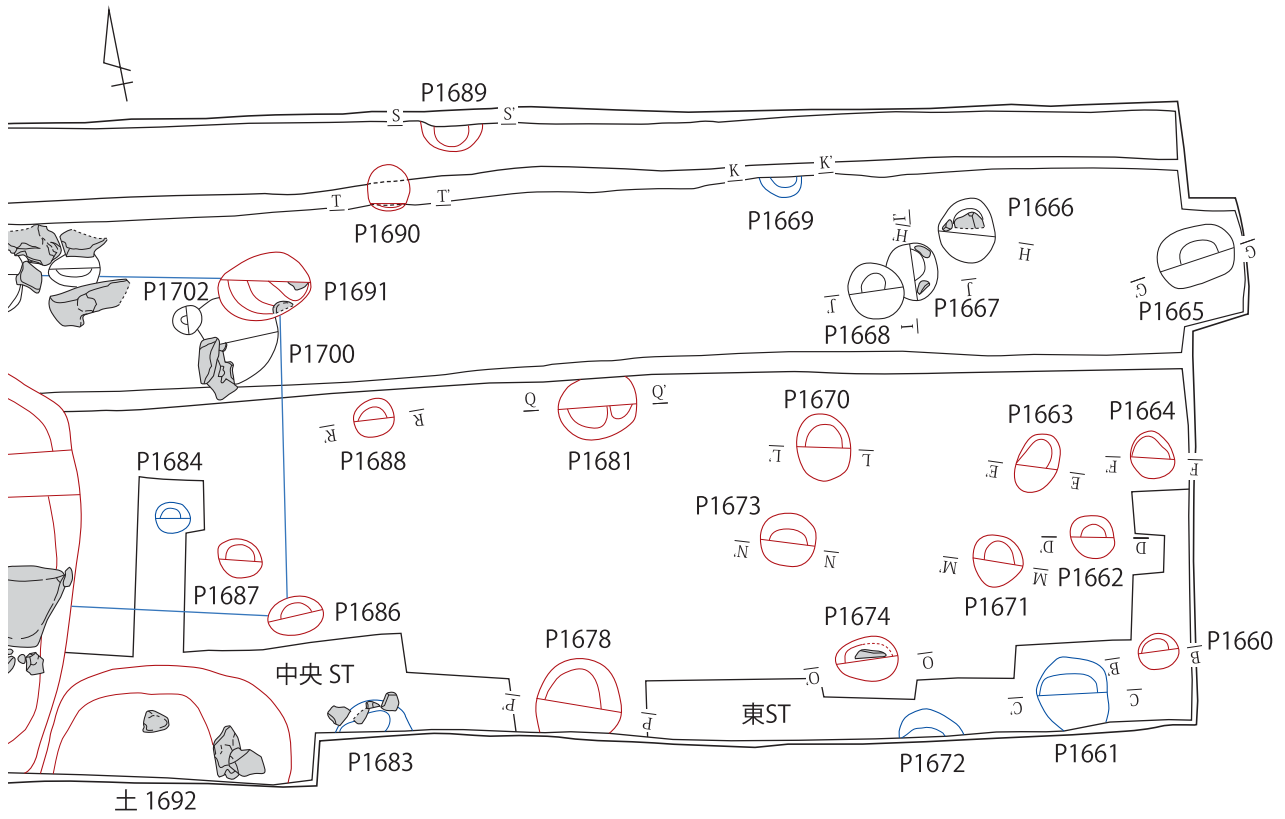 P1689
S
S'
K
K'
T
T'
P1669
P1690
P1666
H'
I'
H
G
G'
P1702
P1691
J
J'
P1667
P1665
P1668
I
P1700
Q
Q'
P1670
R'
R
P1663
P1664
P1688
P1681
L'
L
P1684
E'
E
F'
F
P1673
N'
N
D'
D
P1687
M'
M
P1662
P1671
P1686
P1674
P1660
P1678
B
B'
中央 ST
O'
O
P'
P
東ST
C'
C
P1683
P1672
P1661
土 1692